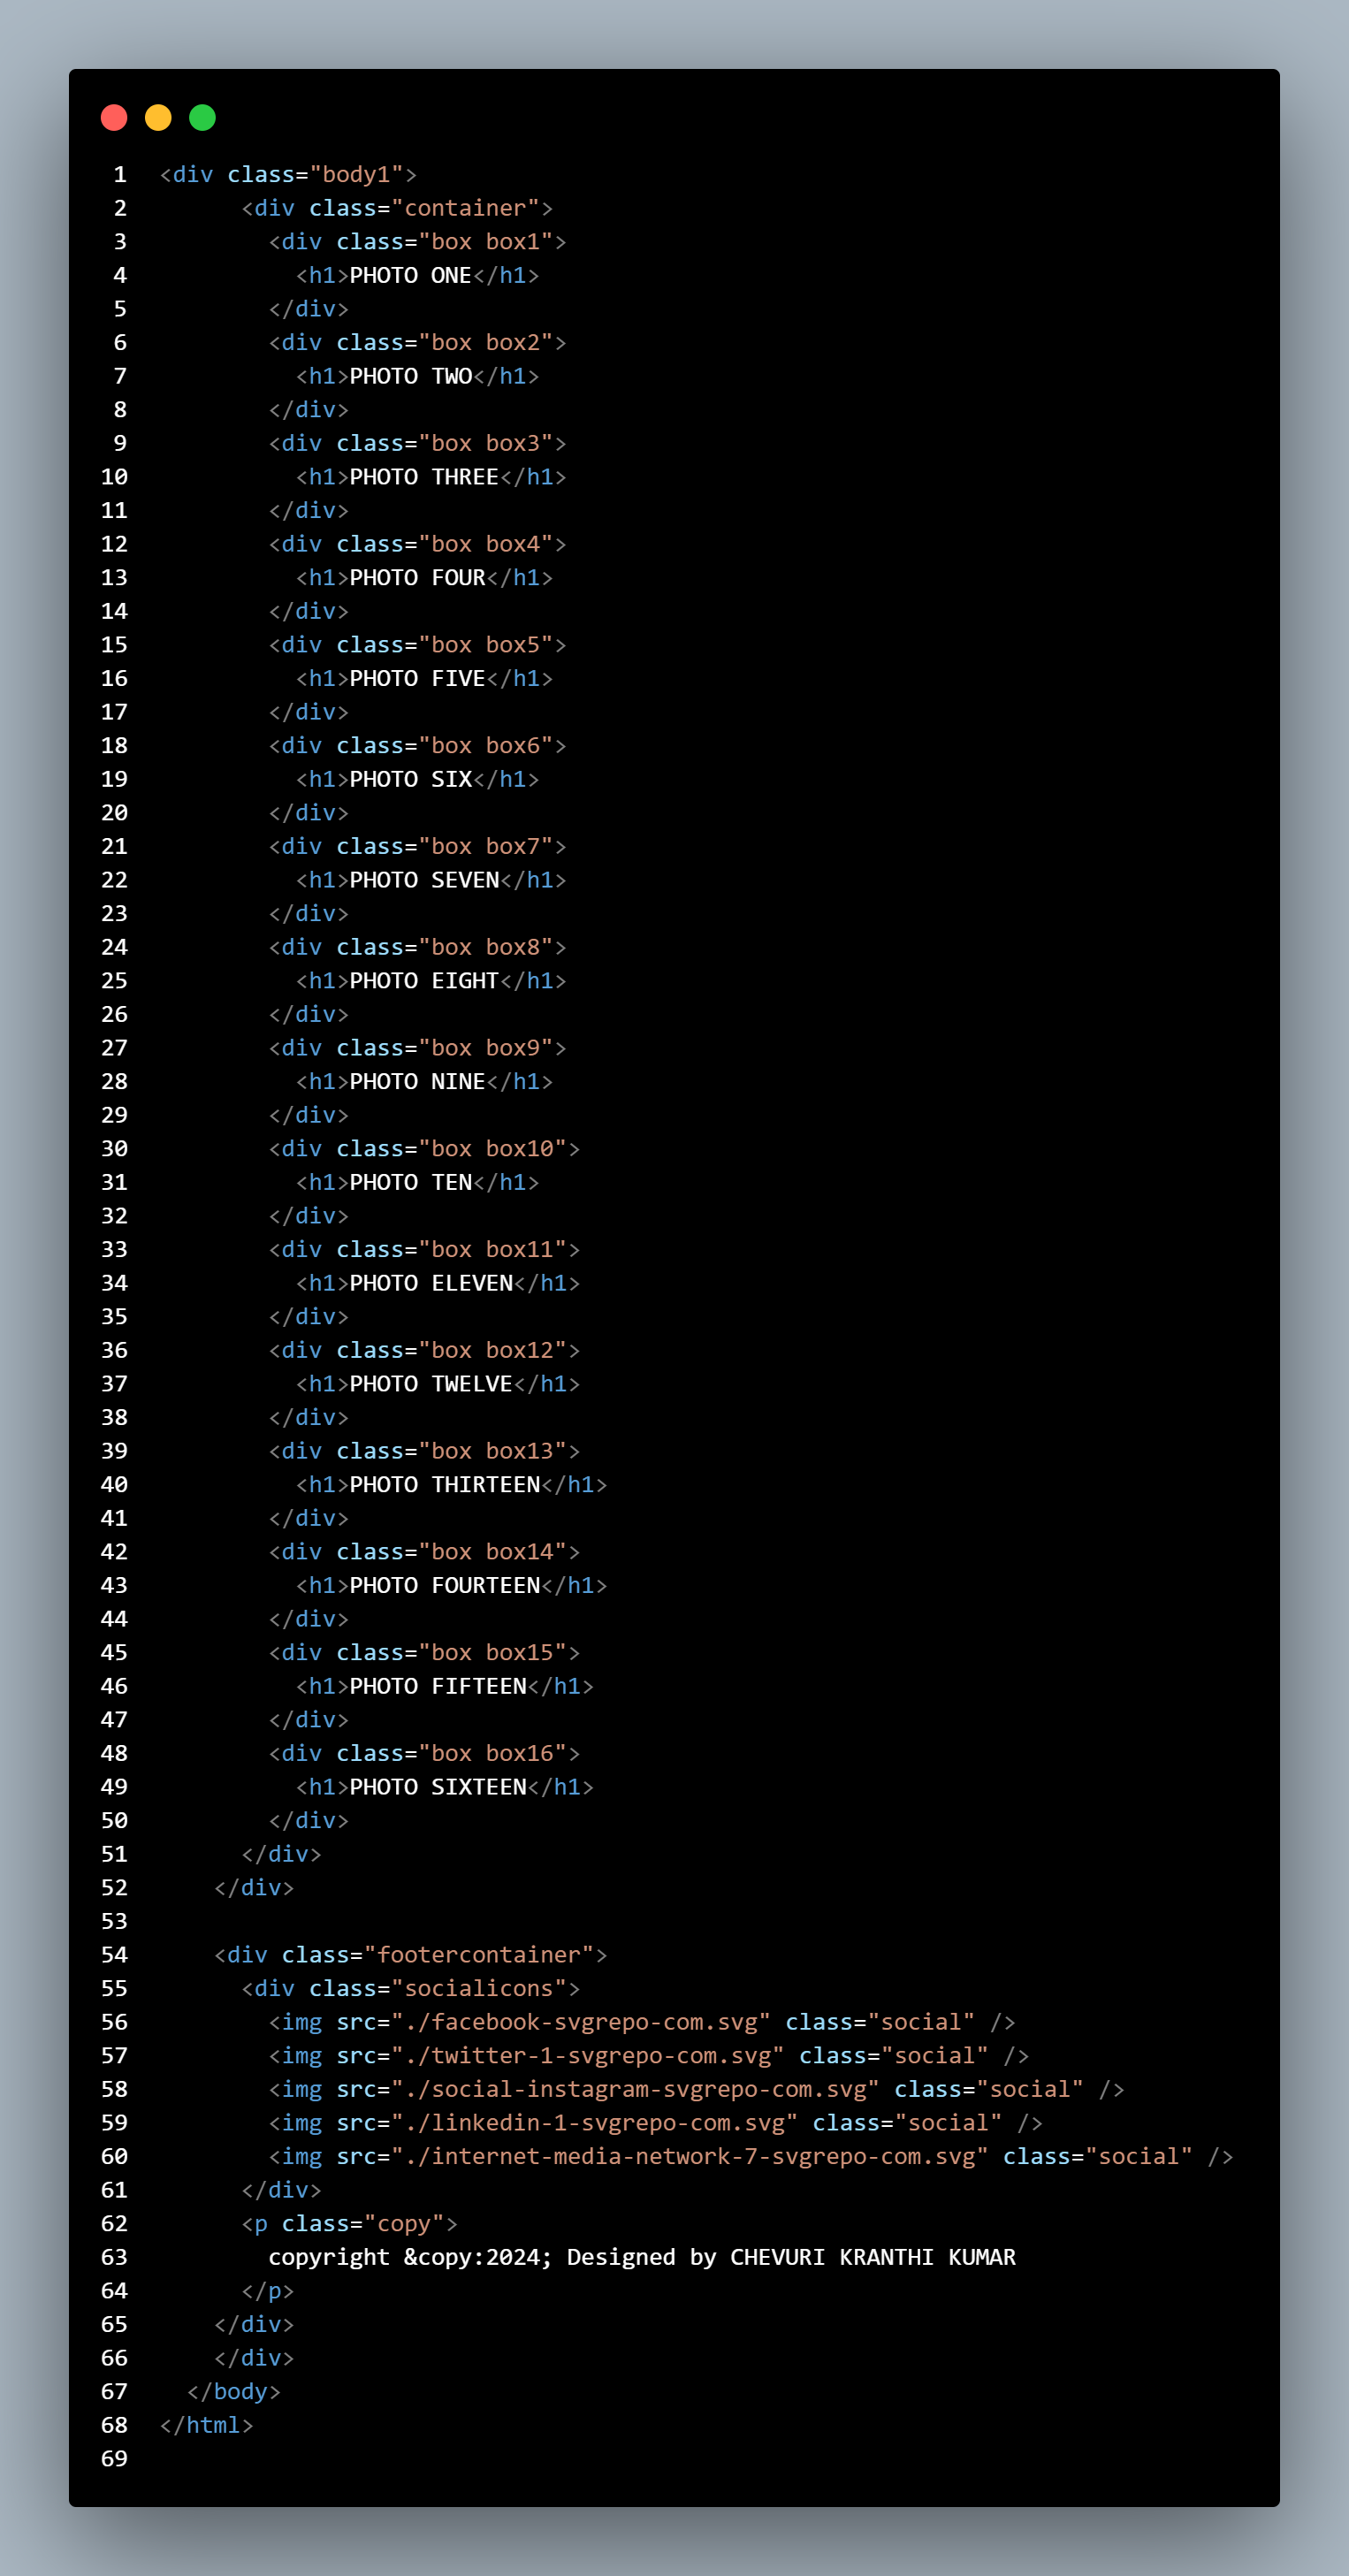 1 <div class="body1">
2       <div class="container">
3         <div class="box box1">
4           <h1>PHOTO ONE</h1>
5         </div>
6         <div class="box box2">
7           <h1>PHOTO TWO</h1>
8         </div>
9         <div class="box box3">
10           <h1>PHOTO THREE</h1>
11         </div>
12         <div class="box box4">
13           <h1>PHOTO FOUR</h1>
14         </div>
15         <div class="box box5">
16           <h1>PHOTO FIVE</h1>
17         </div>
18         <div class="box box6">
19           <h1>PHOTO SIX</h1>
20         </div>
21         <div class="box box7">
22           <h1>PHOTO SEVEN</h1>
23         </div>
24         <div class="box box8">
25           <h1>PHOTO EIGHT</h1>
26         </div>
27         <div class="box box9">
28           <h1>PHOTO NINE</h1>
29         </div>
30         <div class="box box10">
31           <h1>PHOTO TEN</h1>
32         </div>
33         <div class="box box11">
34           <h1>PHOTO ELEVEN</h1>
35         </div>
36         <div class="box box12">
37           <h1>PHOTO TWELVE</h1>
38         </div>
39         <div class="box box13">
40           <h1>PHOTO THIRTEEN</h1>
41         </div>
42         <div class="box box14">
43           <h1>PHOTO FOURTEEN</h1>
44         </div>
45         <div class="box box15">
46           <h1>PHOTO FIFTEEN</h1>
47         </div>
48         <div class="box box16">
49           <h1>PHOTO SIXTEEN</h1>
50         </div>
51       </div>
52     </div>
53
54     <div class="footercontainer">
55       <div class="socialicons">
56         <img src="./facebook-svgrepo-com.svg" class="social" />
57         <img src="./twitter-1-svgrepo-com.svg" class="social" />
58         <img src="./social-instagram-svgrepo-com.svg" class="social" />
59         <img src="./linkedin-1-svgrepo-com.svg" class="social" />
60         <img src="./internet-media-network-7-svgrepo-com.svg" class="social" />
61       </div>
62       <p class="copy">
63         copyright &copy:2024; Designed by CHEVURI KRANTHI KUMAR
64       </p>
65     </div>
66     </div>
67   </body>
68 </html>
69